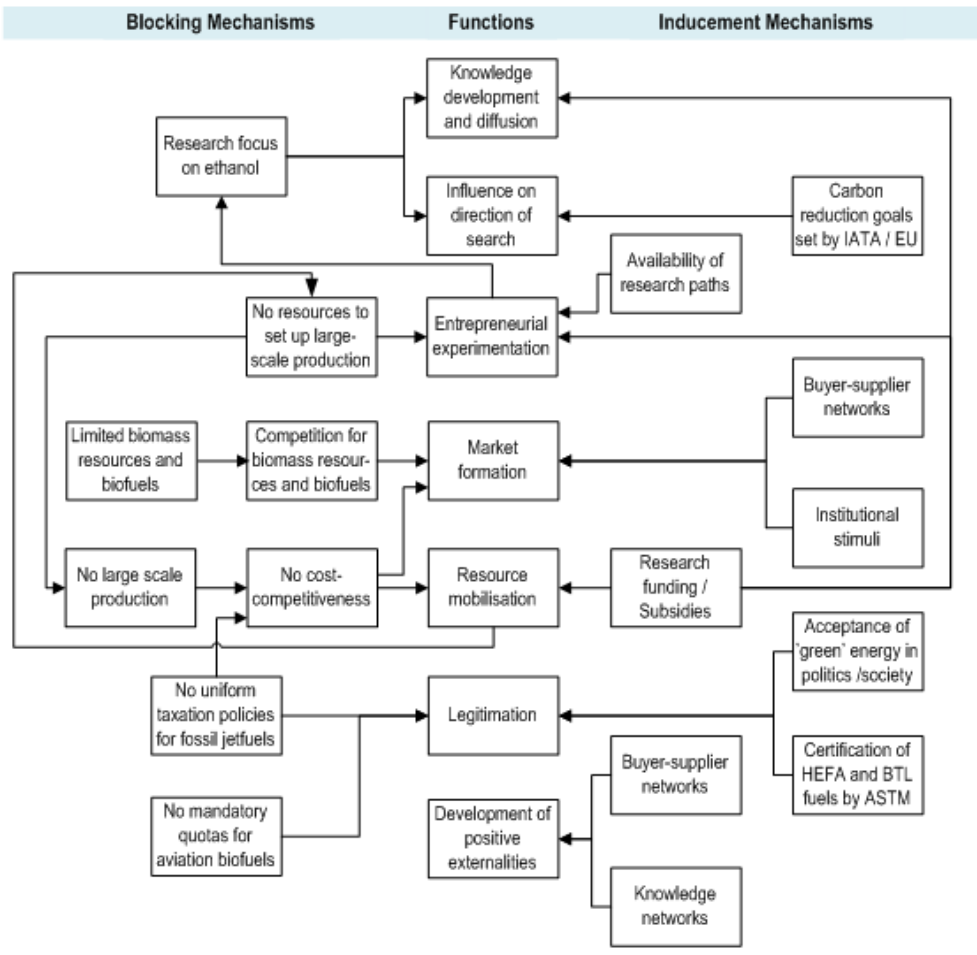 Blocking Mechanisms
Functions
Inducement Mechanisms
Knowledge
development
and diffusion
Research focus
on ethanol
Influence on
direction of
search
Carbon
reduction goals
set by IATA / EU
Availability of
research paths
No resources to
set up large-
scale production
Entrepreneurial
experimentation
Buyer-supplier
networks
Limited biomass
resources and
biofuels
Competition for
biomass resour-
ces and biofuels
Market
formation
Institutional
stimuli
No large scale
production
No cost-
competitiveness
Resource
mobilisation
Research
funding /
Subsidies
Acceptance of
`green` energy in
politics /society
No uniform
taxation policies
for fossil jetfuels
Legitimation
Certification of
HEFA and BTL
fuels by ASTM
Buyer-supplier
networks
No mandatory
quotas for
aviation biofuels
Development of
positive
externalities
Knowledge
networks